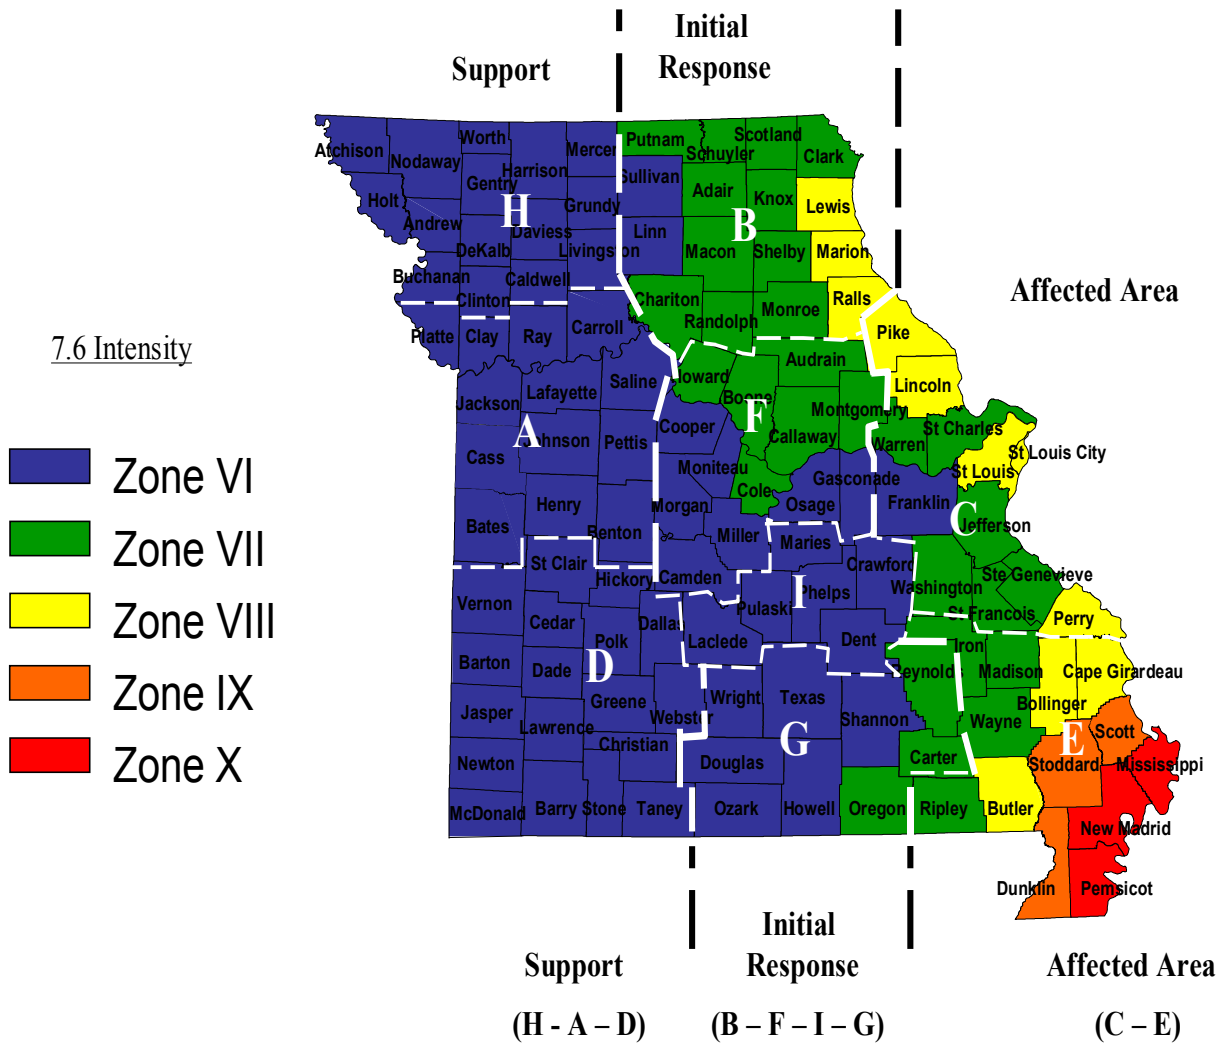 Initial
Response
Support
Affected Area
7.6 Intensity
Zone VI
Zone VII
Zone VIII
Zone IX
Zone X
Atchison
Nodaway
Worth
Harrison
Mercer
Putnam
Schuyler
Scotland
Clark
Gentry
Sullivan
Adair
Knox
Lewis
Holt
H
Grundy
Andrew
Daviess
Linn
B
DeKalb
Livingston
Macon
Shelby
Marion
Buchanan
Caldwell
Clinton
Chariton
Randolph
Monroe
Ralls
Pike
Platte
Clay
Ray
Carroll
Audrain
Lincoln
Jackson
Lafayette
Saline
Howard
Boone
Montgomery
A
Johnson
Pettis
Cooper
F
Callaway
Warren
St Charles
St Louis City
St Louis
Cass
Moniteau
Cole
Gasconade
Osage
Franklin
Henry
Morgan
C
Jefferson
Bates
Benton
Miller
Maries
St Clair
Hickory
Camden
Crawford
Washington
Ste Genevieve
Vernon
Pulaski
I
Phelps
St Francois
Perry
Cedar
Dallas
Laclede
Dent
Polk
Iron
Barton
Dade
D
Reynolds
Madison
Cape Girardeau
Jasper
Greene
Wright
Texas
Bollinger
Lawrence
Webster
Shannon
Wayne
Scott
Christian
G
E
Newton
Douglas
Carter
Stoddard
Mississippi
McDonald
Barry
Stone
Taney
Ozark
Howell
Oregon
Ripley
Butler
New Madrid
Dunklin
Pemsicot
Initial
Response
Support
Affected Area
(H - A – D)
(B – F – I – G)
(C – E)